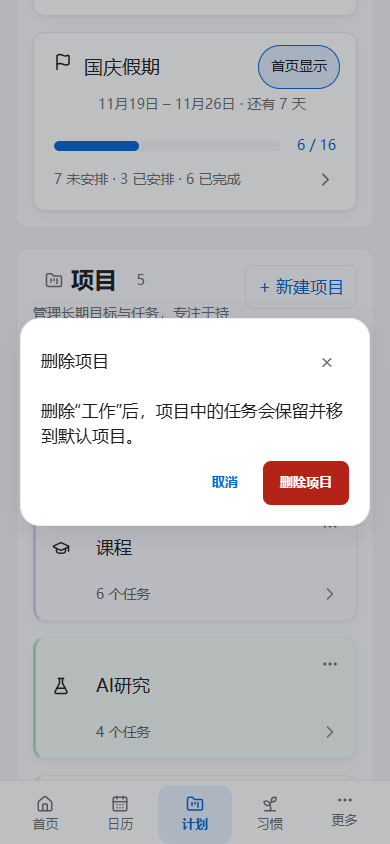 国庆假期
首页显示
11月19日 – 11月26日 · 还有 7 天
6 / 16
7 未安排 · 3 已安排 · 6 已完成
项目 5
+ 新建项目
管理长期目标与任务，专注于持
删除项目 ×
删除“工作”后，项目中的任务会保留并移
到默认项目。
取消 删除项目
课程
6 个任务
AI研究
4 个任务
首页 日历 计划 习惯 更多